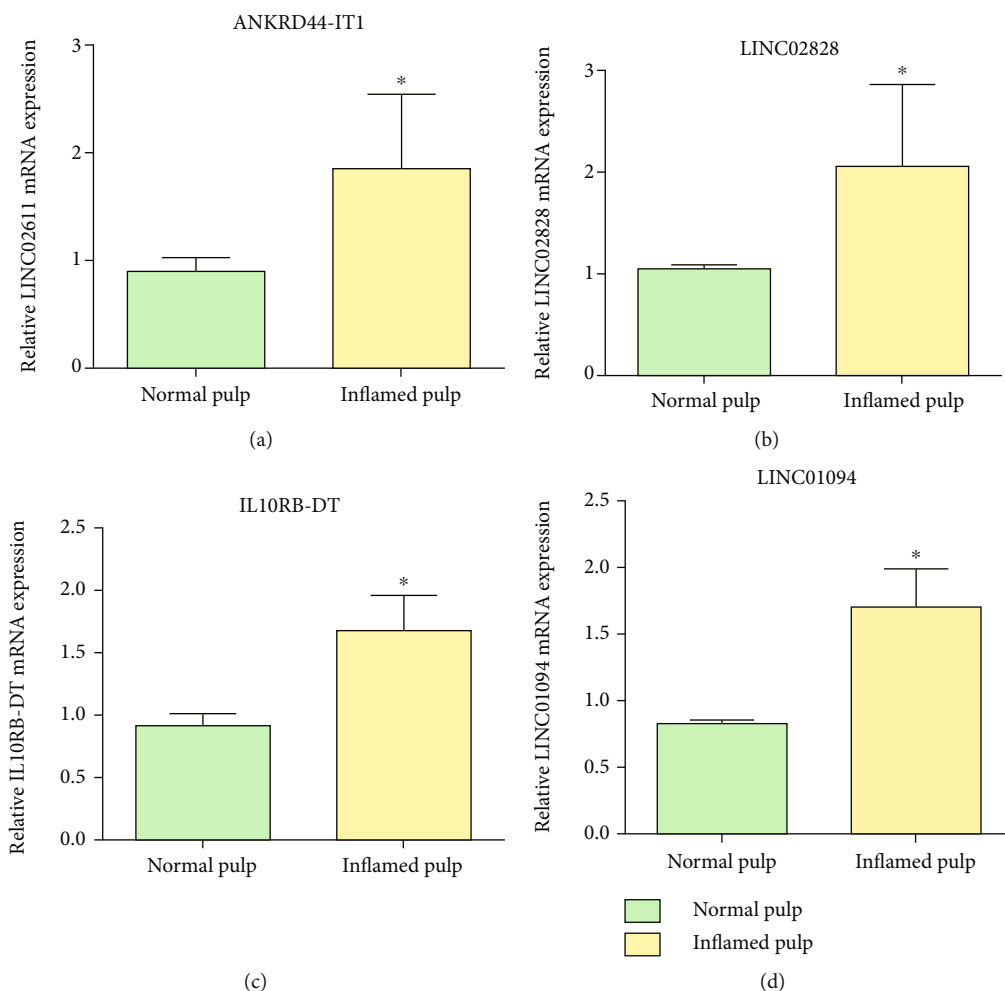 ANKRD44-IT1
Relative LINC02611 mRNA expression
3
2
1
0
*
Normal pulp
Inflamed pulp
(a)
LINC02828
Relative LINC02828 mRNA expression
3
2
1
0
*
Normal pulp
Inflamed pulp
(b)
IL10RB-DT
Relative IL10RB-DT mRNA expression
2.5
2.0
1.5
1.0
0.5
0.0
*
Normal pulp
Inflamed pulp
(c)
LINC01094
Relative LINC01094 mRNA expression
2.5
2.0
1.5
1.0
0.5
0.0
*
Normal pulp
Inflamed pulp
Normal pulp
Inflamed pulp
(d)